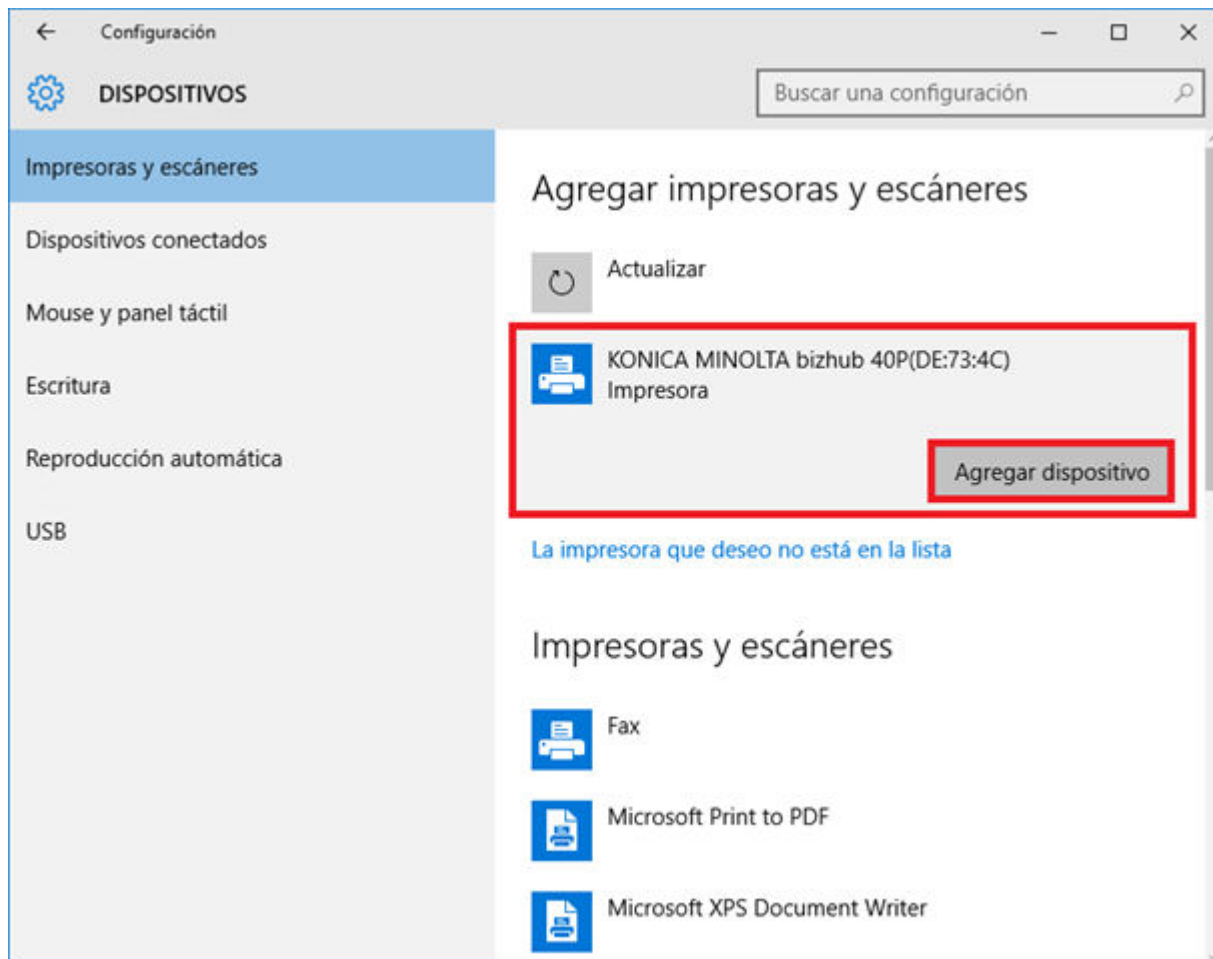 Configuración
DISPOSITIVOS
Buscar una configuración
Impresoras y escáneres
Dispositivos conectados
Mouse y panel táctil
Escritura
Reproducción automática
USB
Agregar impresoras y escáneres
Actualizar
KONICA MINOLTA bizhub 40P(DE:73:4C)
Impresora
Agregar dispositivo
La impresora que deseo no está en la lista
Impresoras y escáneres
Fax
Microsoft Print to PDF
Microsoft XPS Document Writer